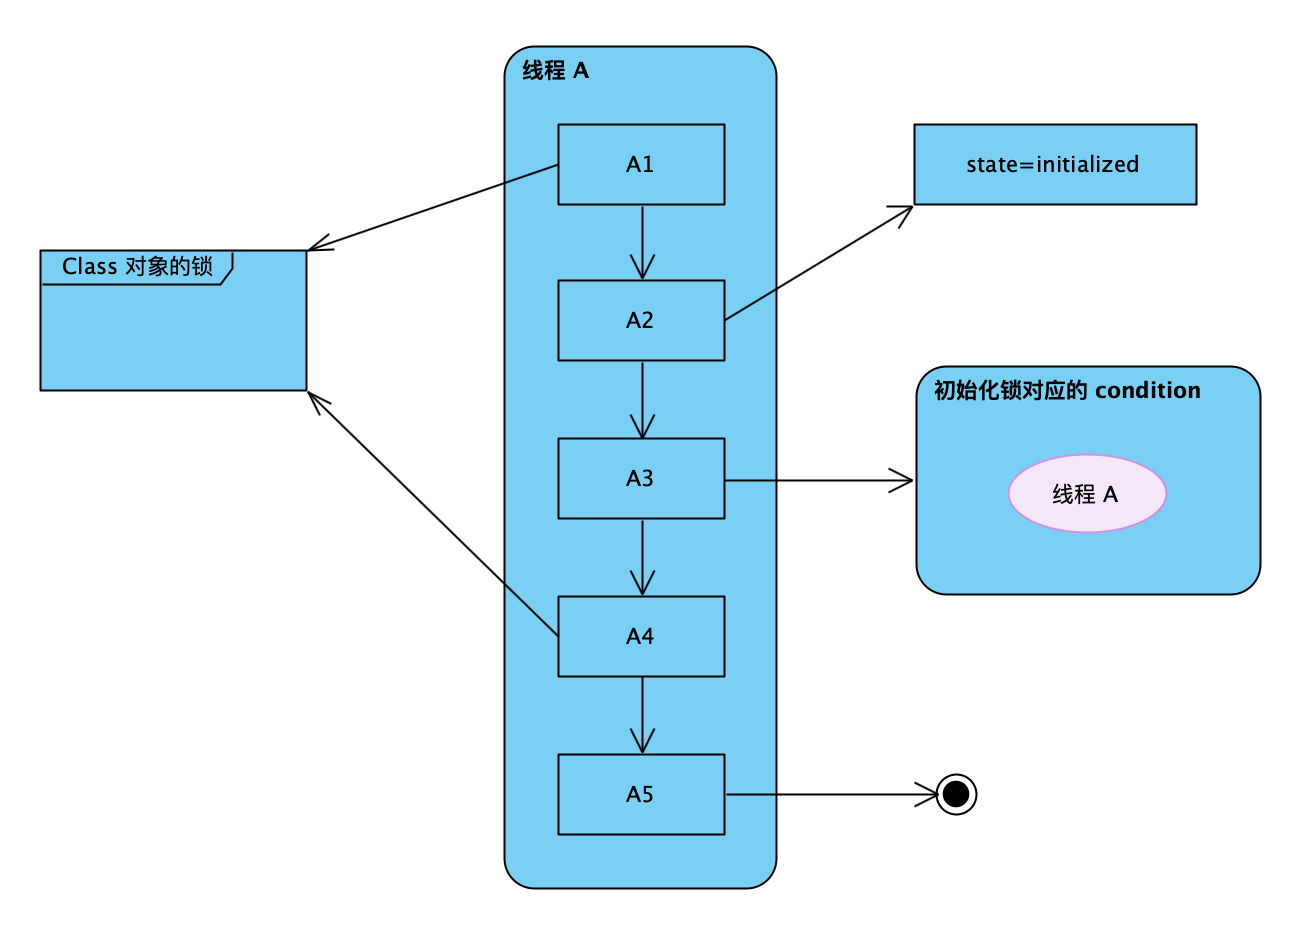 线程 A
A1
state=initialized
Class 对象的锁
A2
初始化锁对应的 condition
A3
线程 A
A4
A5